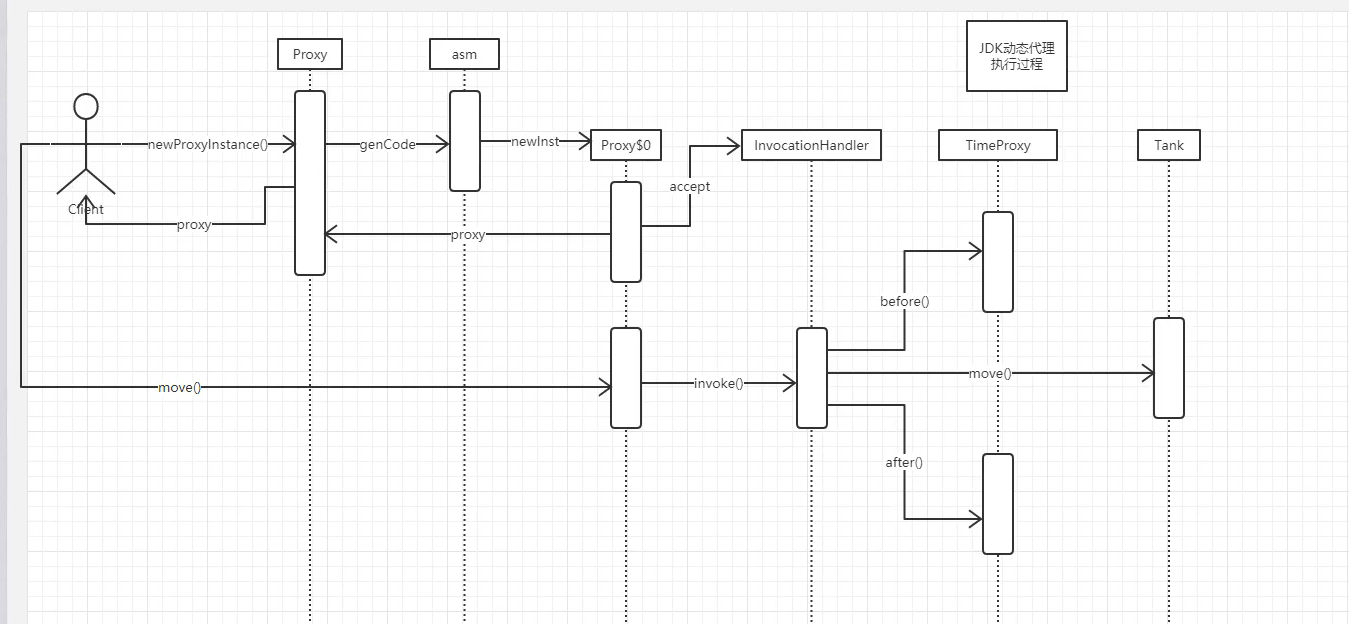 JDK动态代理
执行过程
Proxy
asm
newProxyInstance()
genCode
newInst
Proxy$0
InvocationHandler
TimeProxy
Tank
accept
Client
proxy
proxy
before()
move()
invoke()
move()
after()